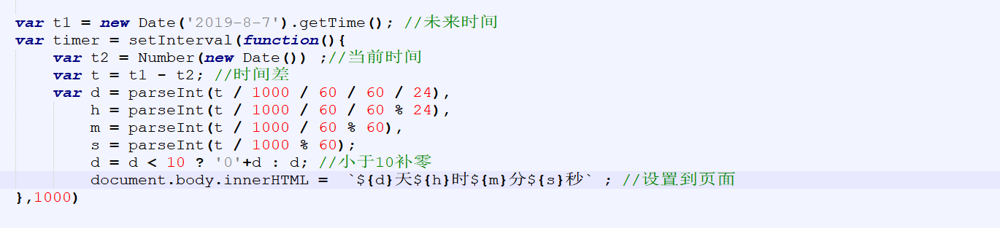 var t1 = new Date('2019-8-7').getTime(); //未来时间
var timer = setInterval(function(){
    var t2 = Number(new Date()) ;//当前时间
    var t = t1 - t2; //时间差
    var d = parseInt(t / 1000 / 60 / 60 / 24),
        h = parseInt(t / 1000 / 60 / 60 % 24),
        m = parseInt(t / 1000 / 60 % 60),
        s = parseInt(t / 1000 % 60);
        d = d < 10 ? '0'+d : d; //小于10补零
        document.body.innerHTML =  `${d}天${h}时${m}分${s}秒` ; //设置到页面
},1000)